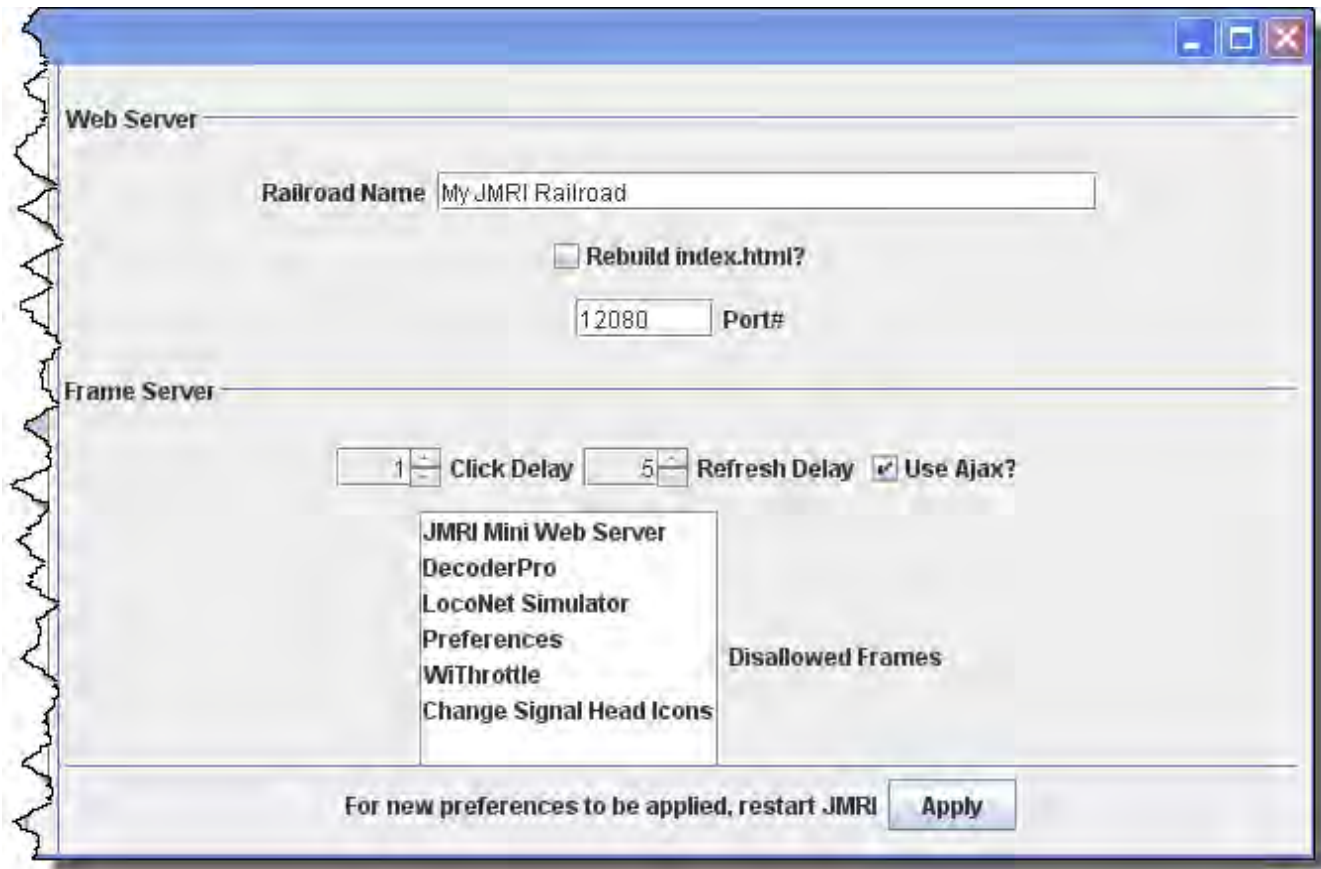 Web Server
Railroad Name My JMRI Railroad
Rebuild index.html?
12080 Port#
Frame Server
1 Click Delay 5 Refresh Delay Use Ajax?
JMRI Mini Web Server
DecoderPro
LocoNet Simulator
Preferences
WiThrottle
Change Signal Head Icons
Disallowed Frames
For new preferences to be applied, restart JMRI Apply